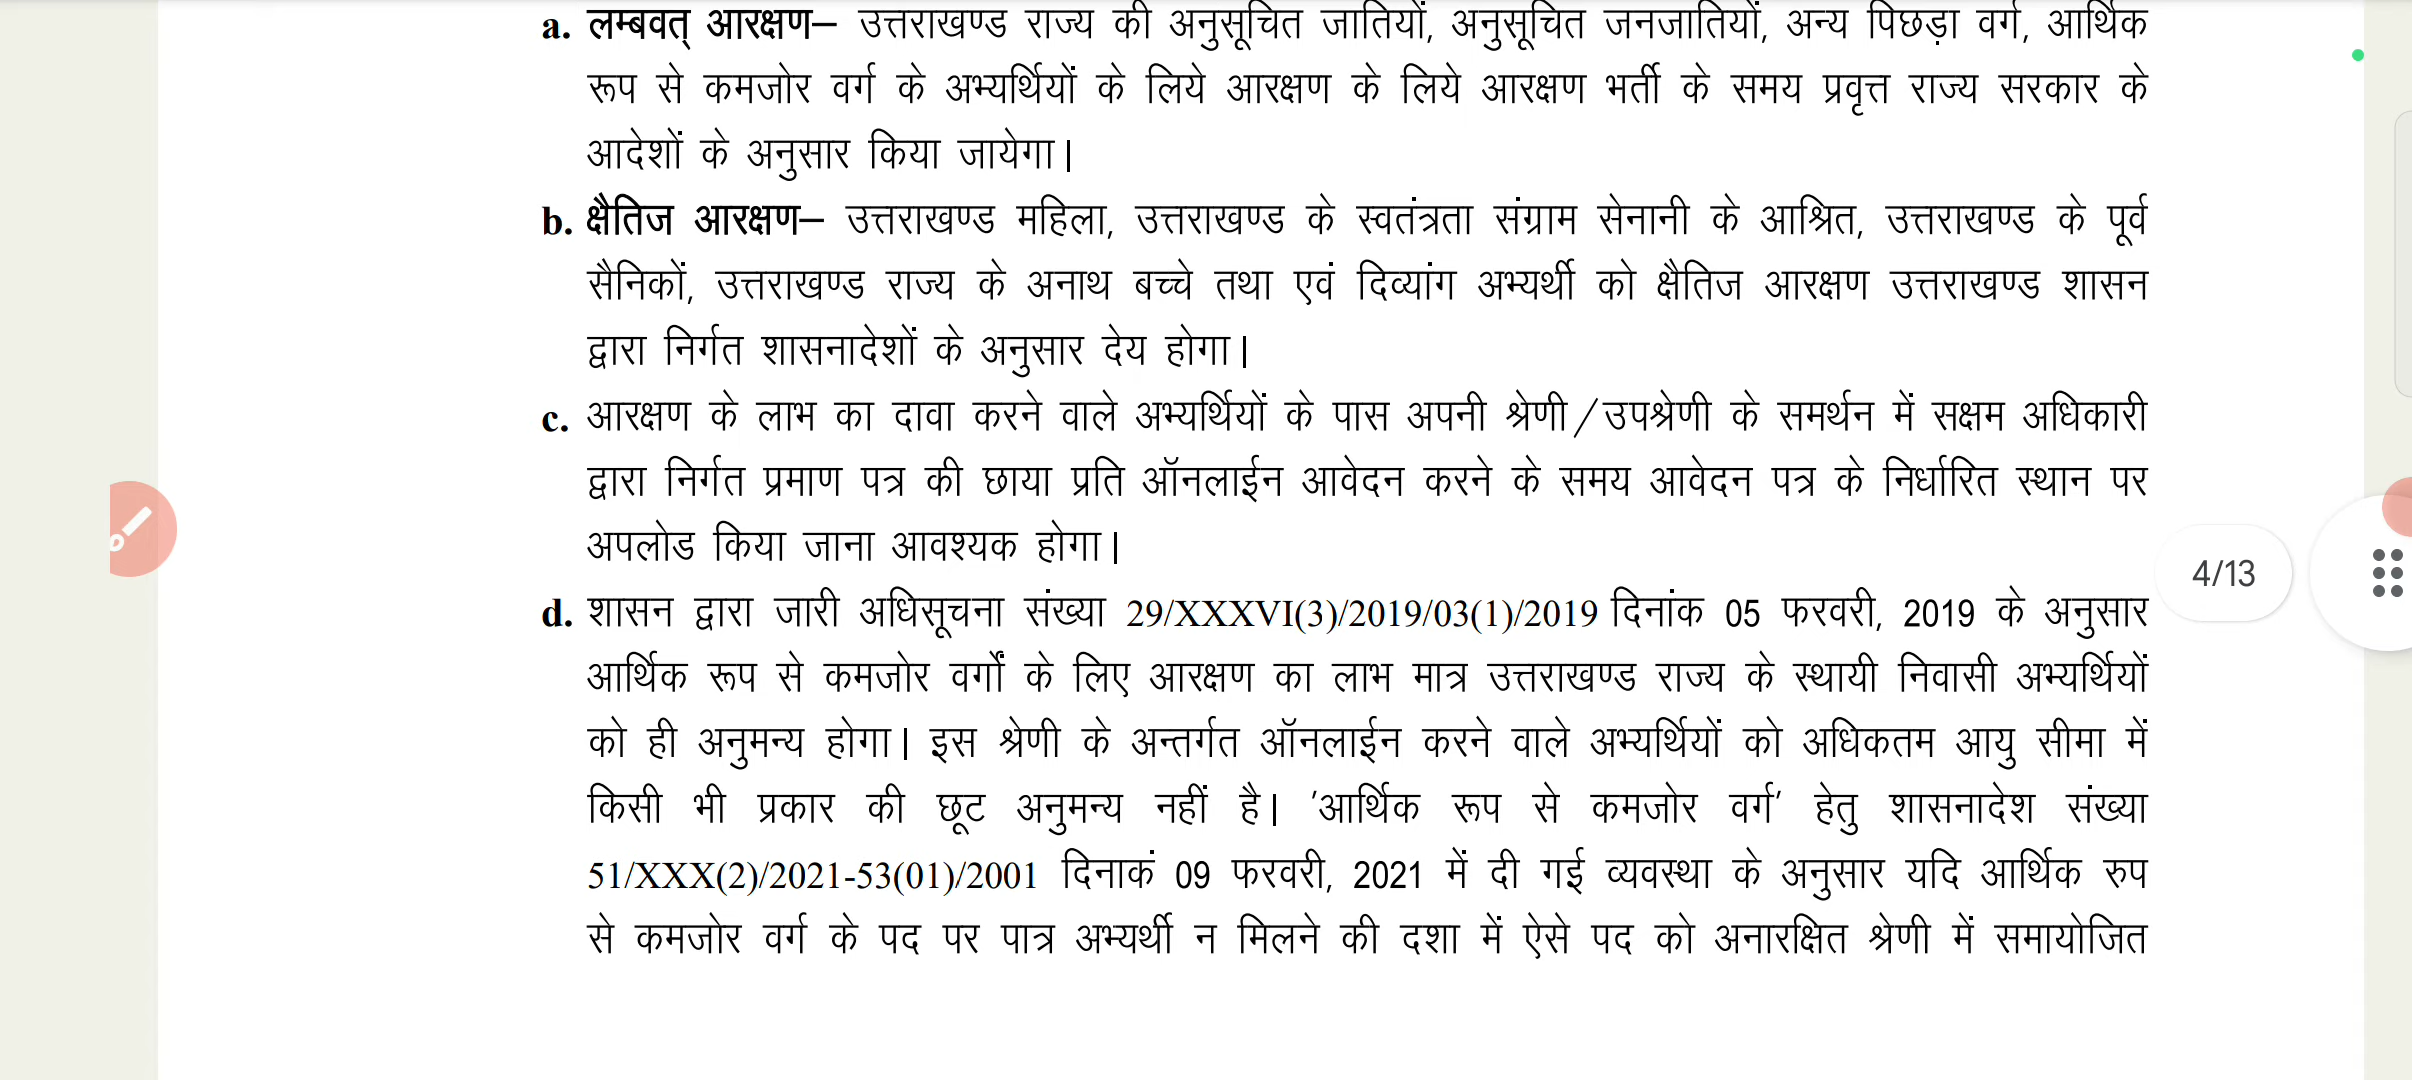 a. लम्बवत् आरक्षण– उत्तराखण्ड राज्य की अनुसूचित जातियों, अनुसूचित जनजातियों, अन्य पिछड़ा वर्ग, आर्थिक
रूप से कमजोर वर्ग के अभ्यर्थियों के लिये आरक्षण के लिये आरक्षण भर्ती के समय प्रवृत्त राज्य सरकार के
आदेशों के अनुसार किया जायेगा।
b. क्षैतिज आरक्षण– उत्तराखण्ड महिला, उत्तराखण्ड के स्वतंत्रता संग्राम सेनानी के आश्रित, उत्तराखण्ड के पूर्व
सैनिकों, उत्तराखण्ड राज्य के अनाथ बच्चे तथा एवं दिव्यांग अभ्यर्थी को क्षैतिज आरक्षण उत्तराखण्ड शासन
द्वारा निर्गत शासनादेशों के अनुसार देय होगा।
c. आरक्षण के लाभ का दावा करने वाले अभ्यर्थियों के पास अपनी श्रेणी/उपश्रेणी के समर्थन में सक्षम अधिकारी
द्वारा निर्गत प्रमाण पत्र की छाया प्रति ऑनलाईन आवेदन करने के समय आवेदन पत्र के निर्धारित स्थान पर
अपलोड किया जाना आवश्यक होगा।
4/13
d. शासन द्वारा जारी अधिसूचना संख्या 29/XXXVI(3)/2019/03(1)/2019 दिनांक 05 फरवरी, 2019 के अनुसार
आर्थिक रूप से कमजोर वर्गों के लिए आरक्षण का लाभ मात्र उत्तराखण्ड राज्य के स्थायी निवासी अभ्यर्थियों
को ही अनुमन्य होगा। इस श्रेणी के अन्तर्गत ऑनलाईन करने वाले अभ्यर्थियों को अधिकतम आयु सीमा में
किसी भी प्रकार की छूट अनुमन्य नहीं है। 'आर्थिक रूप से कमजोर वर्ग' हेतु शासनादेश संख्या
51/XXX(2)/2021-53(01)/2001 दिनाकं 09 फरवरी, 2021 में दी गई व्यवस्था के अनुसार यदि आर्थिक रुप
से कमजोर वर्ग के पद पर पात्र अभ्यर्थी न मिलने की दशा में ऐसे पद को अनारक्षित श्रेणी में समायोजित